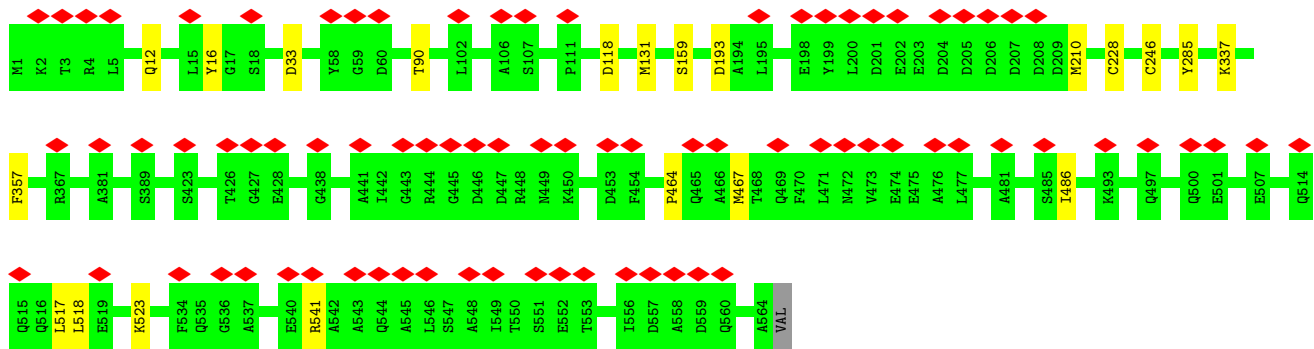 M1 K2 T3 R4 L5 Q12 L15 Y16 G17 S18 D33 Y58 G59 D60 T90 L102 A106 S107 P111 D118 M131 S159 D193 A194 L195 E198 Y199 L200 D201 E202 E203 D204 D205 D206 D207 D208 D209 M210 C228 C246 Y285 K337
F357 R367 A381 S389 S423 T426 G427 E428 G438 A441 I442 G443 R444 G445 D446 D447 R448 N449 K450 D453 F454 P464 Q465 A466 M467 T468 Q469 F470 L471 N472 V473 E474 E475 A476 L477 A481 S485 I486 K493 Q497 Q500 E501 E507 Q514
Q515 Q516 L517 L518 E519 K523 F534 Q535 G536 A537 E540 R541 A542 A543 Q544 A545 L546 S547 A548 I549 T550 S551 E552 T553 I556 D557 A558 D559 Q560 A564 VAL